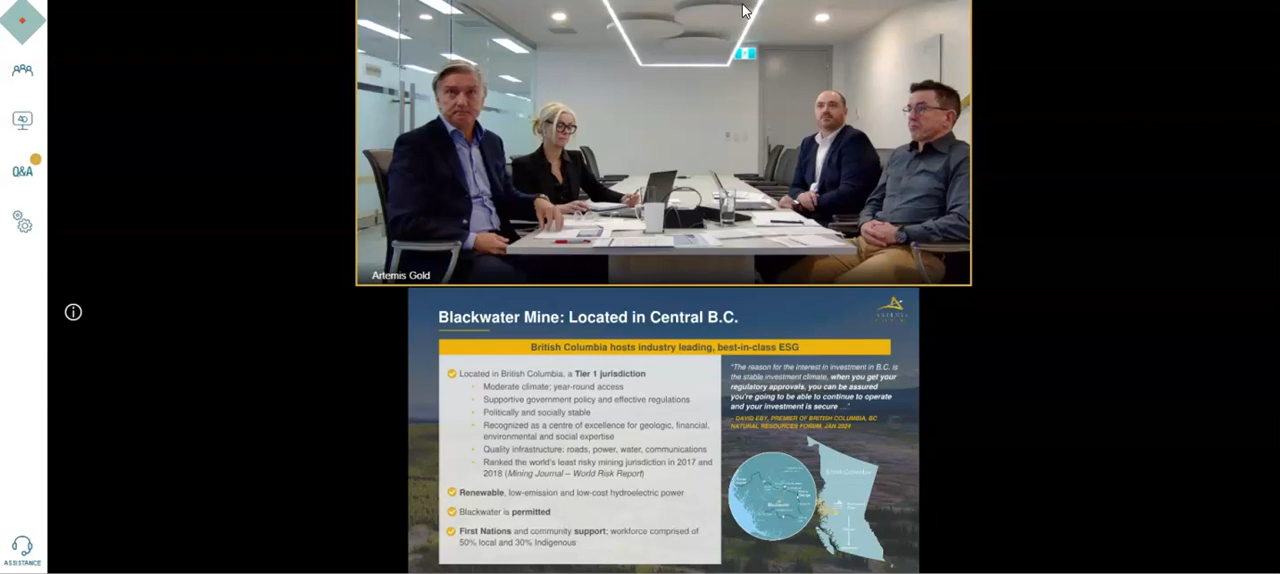 Q&A
Artemis Gold
Blackwater Mine: Located in Central B.C.
British Columbia hosts industry leading, best-in-class ESG
Located in British Columbia, a Tier 1 jurisdiction
Moderate climate; year-round access
Supportive government policy and effective regulations
Politically and socially stable
Recognized as a centre of excellence for geologic, financial,
environmental and social expertise
Quality infrastructure: roads, power, water, communications
Ranked the world's least risky mining jurisdiction in 2017 and
2018 (Mining Journal – World Risk Report)
Renewable, low-emission and low-cost hydroelectric power
Blackwater is permitted
First Nations and community support; workforce comprised of
50% local and 30% Indigenous
"The reason for the interest in investment in B.C. is
the stable investment climate, when you get your
regulatory approvals, you can be assured
you're going to be able to continue to operate
and your investment is secure …"
- DAVID EBY, PREMIER OF BRITISH COLUMBIA, BC
NATURAL RESOURCES FORUM, JAN 2024
British Columbia
Blackwater
ASSISTANCE